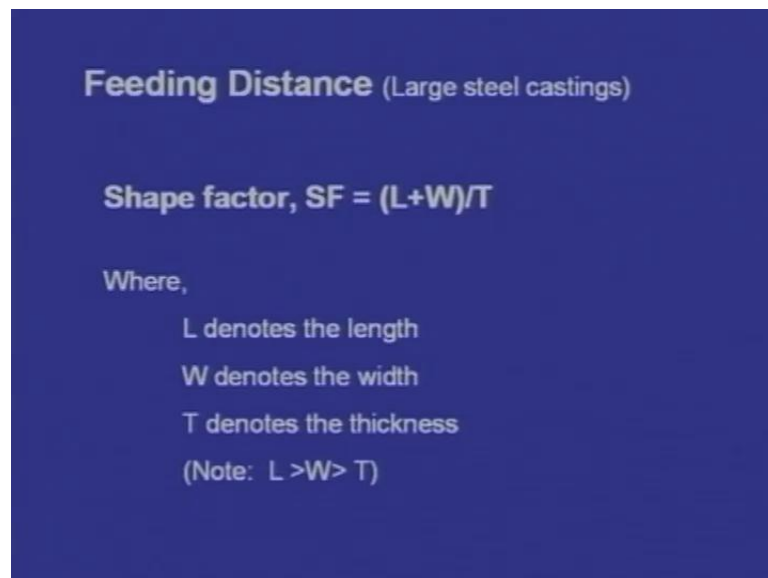 Feeding Distance (Large steel castings)
Shape factor, SF = (L+W)/T
Where,
L denotes the length
W denotes the width
T denotes the thickness
(Note: L >W> T)